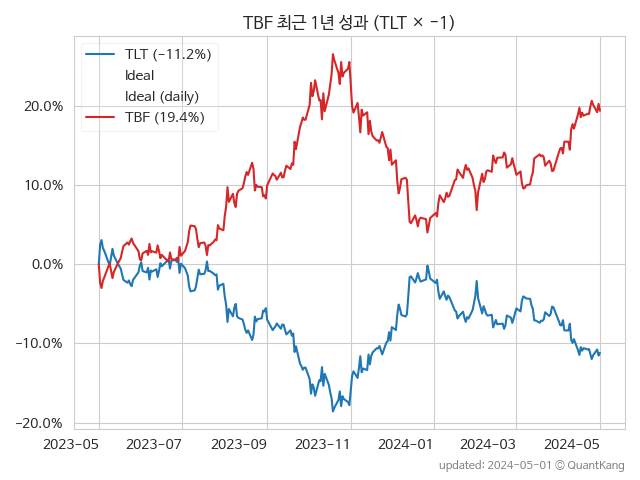 TBF 최근 1년 성과 (TLT × −1)
TLT (−11.2%)
Ideal
Ideal (daily)
TBF (19.4%)
20.0%
10.0%
0.0%
−10.0%
−20.0%
2023-05 2023-07 2023-09 2023-11 2024-01 2024-03 2024-05
updated: 2024-05-01 © QuantKang